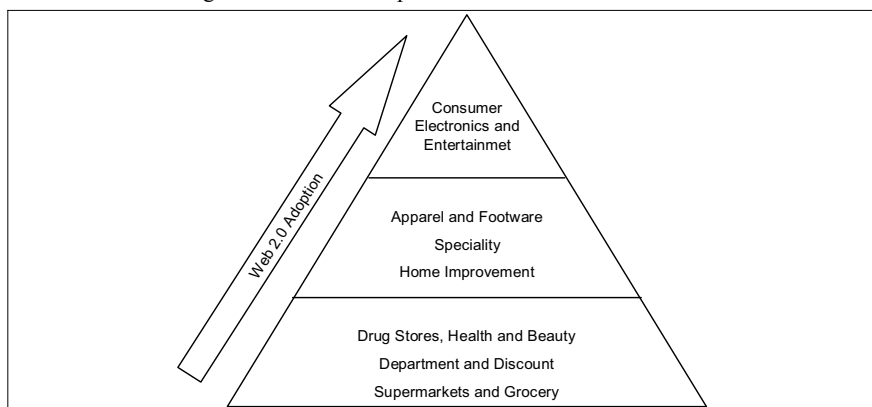 Consumer
Electronics and
Entertainmet
Web 2.0 Adoption
Apparel and Footware
Speciality
Home Improvement
Drug Stores, Health and Beauty
Department and Discount
Supermarkets and Grocery